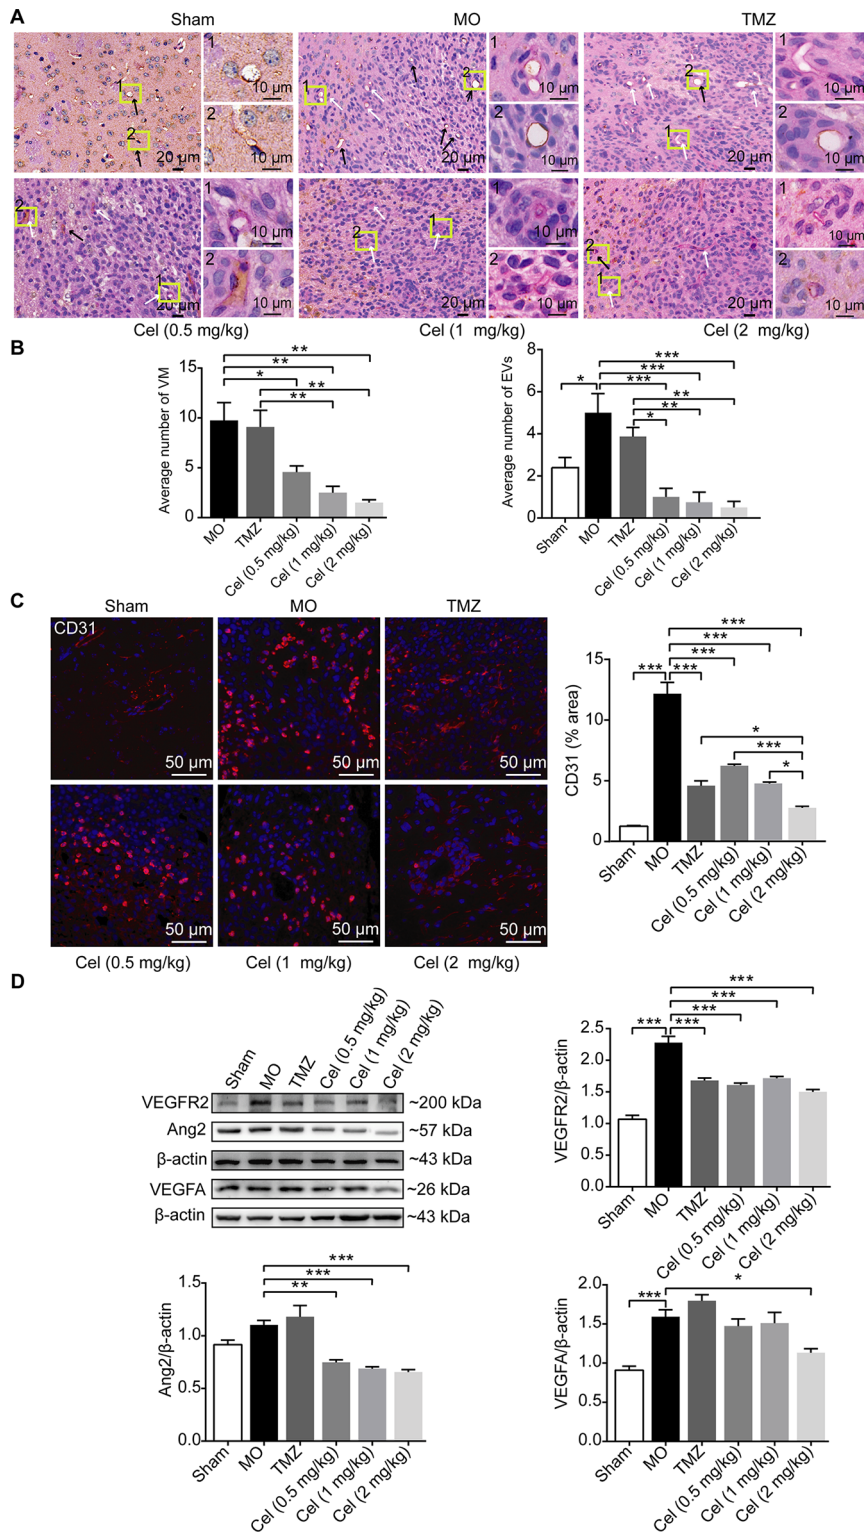 A
Sham MO TMZ
1 2 20 μm
1 10 μm
2 10 μm
1 2 20 μm
1 10 μm
2 10 μm
2 1 20 μm
1 10 μm
2 10 μm
2 1 20 μm
1 10 μm
2 10 μm
2 1 20 μm
1 10 μm
2 10 μm
2 1 20 μm
1 10 μm
2 10 μm
Cel (0.5 mg/kg) Cel (1 mg/kg) Cel (2 mg/kg)
B
Average number of VM
15
10
5
0
**
**
*
**
**
MO TMZ Cel (0.5 mg/kg) Cel (1 mg/kg) Cel (2 mg/kg)
Average number of EVs
8
6
4
2
0
***
***
* ***
**
**
*
Sham MO TMZ Cel (0.5 mg/kg) Cel (1 mg/kg) Cel (2 mg/kg)
C
Sham MO TMZ
CD31
50 μm 50 μm 50 μm
50 μm 50 μm 50 μm
Cel (0.5 mg/kg) Cel (1 mg/kg) Cel (2 mg/kg)
CD31 (% area)
15
10
5
0
***
***
***
*** ***
*
***
*
Sham MO TMZ Cel (0.5 mg/kg) Cel (1 mg/kg) Cel (2 mg/kg)
D
Sham MO TMZ Cel (0.5 mg/kg) Cel (1 mg/kg) Cel (2 mg/kg)
VEGFR2 ~200 kDa
Ang2 ~57 kDa
β-actin ~43 kDa
VEGFA ~26 kDa
β-actin ~43 kDa
VEGFR2/β-actin
2.5
2.0
1.5
1.0
0.5
0.0
***
***
***
*** ***
Sham MO TMZ Cel (0.5 mg/kg) Cel (1 mg/kg) Cel (2 mg/kg)
Ang2/β-actin
1.5
1.0
0.5
0.0
***
***
**
Sham MO TMZ Cel (0.5 mg/kg) Cel (1 mg/kg) Cel (2 mg/kg)
VEGFA/β-actin
2.0
1.5
1.0
0.5
0.0
*
***
Sham MO TMZ Cel (0.5 mg/kg) Cel (1 mg/kg) Cel (2 mg/kg)